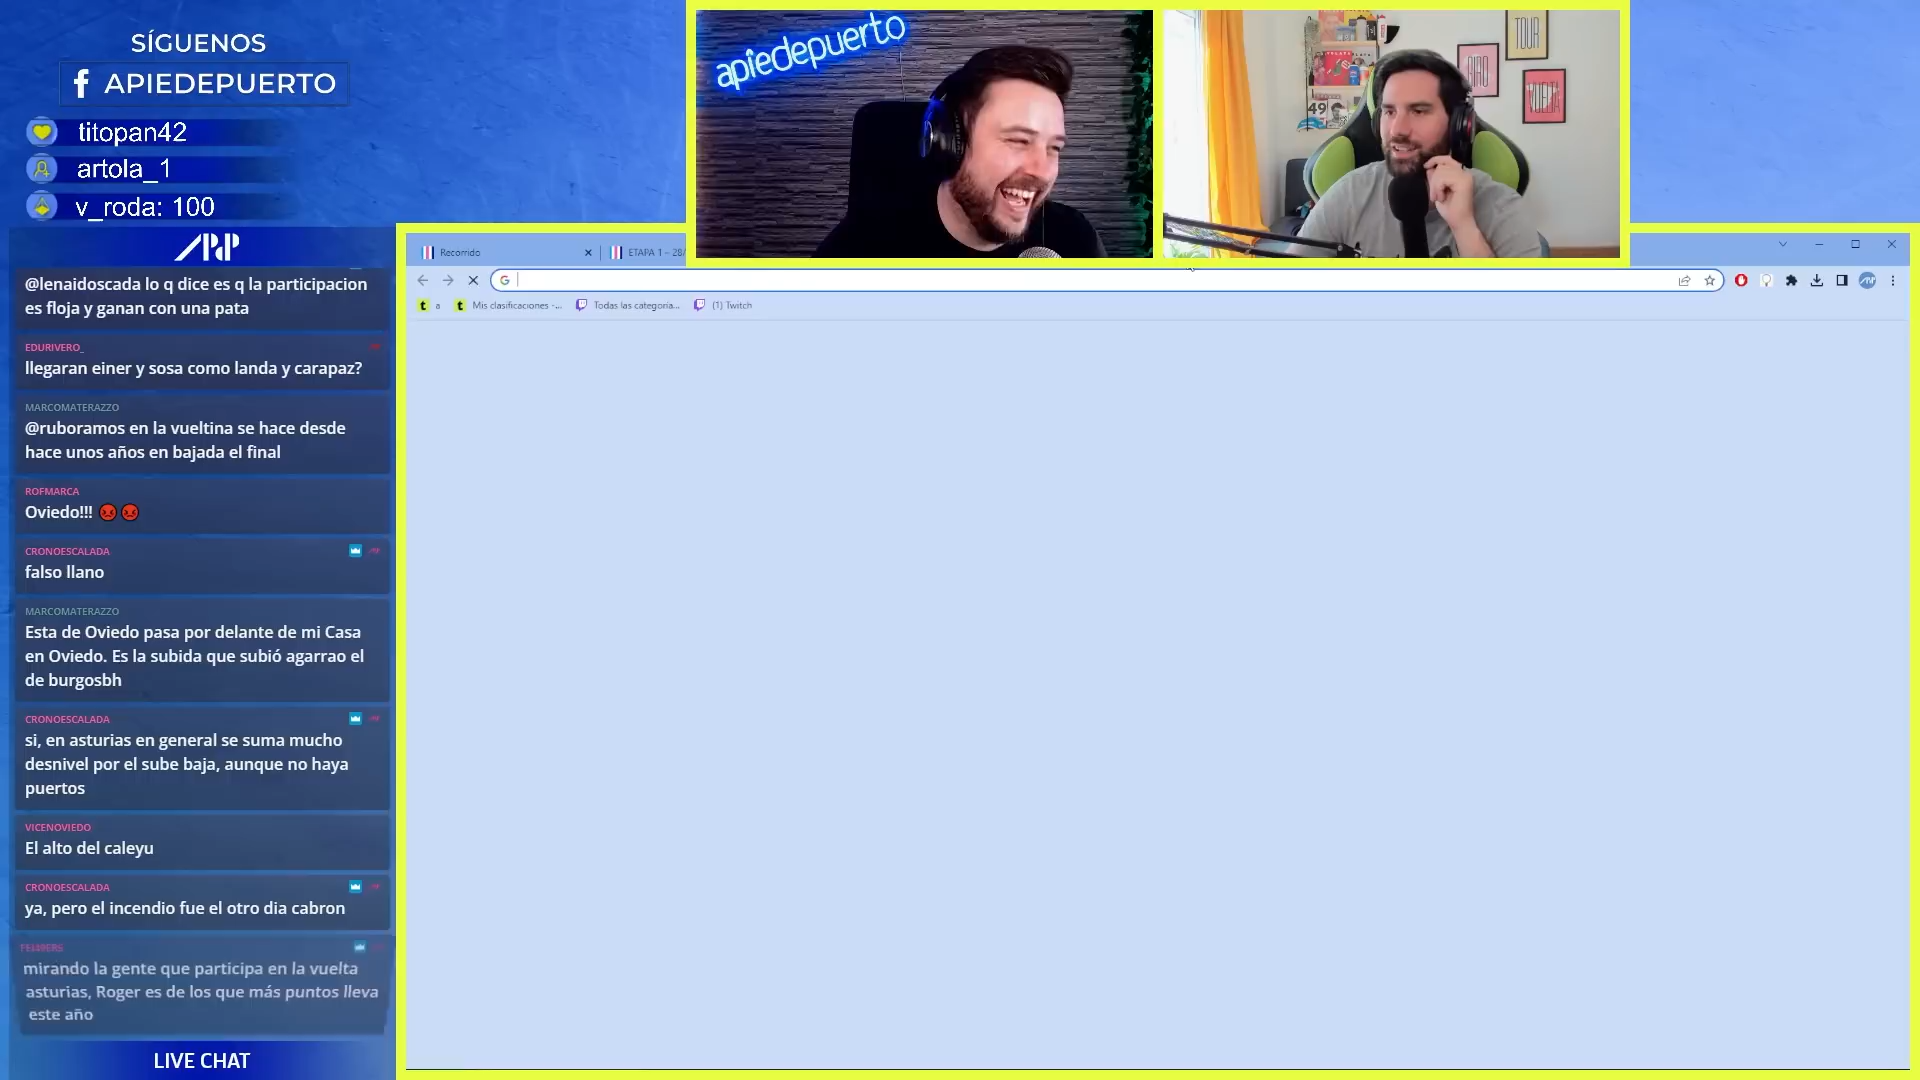 SÍGUENOS
APIEDEPUERTO
titopan42
artola_1
v_roda: 100
@lenaidoscada lo q dice es q la participacion
es floja y ganan con una pata
EDURIVERO_
llegaran einer y sosa como landa y carapaz?
MARCOMATERAZZO
@ruboramos en la vueltina se hace desde
hace unos años en bajada el final
ROFMARCA
Oviedo!!! 😡 😡
CRONOESCALADA
falso llano
MARCOMATERAZZO
Esta de Oviedo pasa por delante de mi Casa
en Oviedo. Es la subida que subió agarrao el
de burgosbh
CRONOESCALADA
si, en asturias en general se suma mucho
desnivel por el sube baja, aunque no haya
puertos
VICENOVIEDO
El alto del caleyu
CRONOESCALADA
ya, pero el incendio fue el otro dia cabron
FEI49ERS
mirando la gente que participa en la vuelta
asturias, Roger es de los que más puntos lleva
este año
LIVE CHAT
apiedepuerto
TOUR
GIRO
VUELTA
49
Recorrido
ETAPA 1 – 28/
a
Mis clasificaciones -...
Todas las categoría...
(1) Twitch